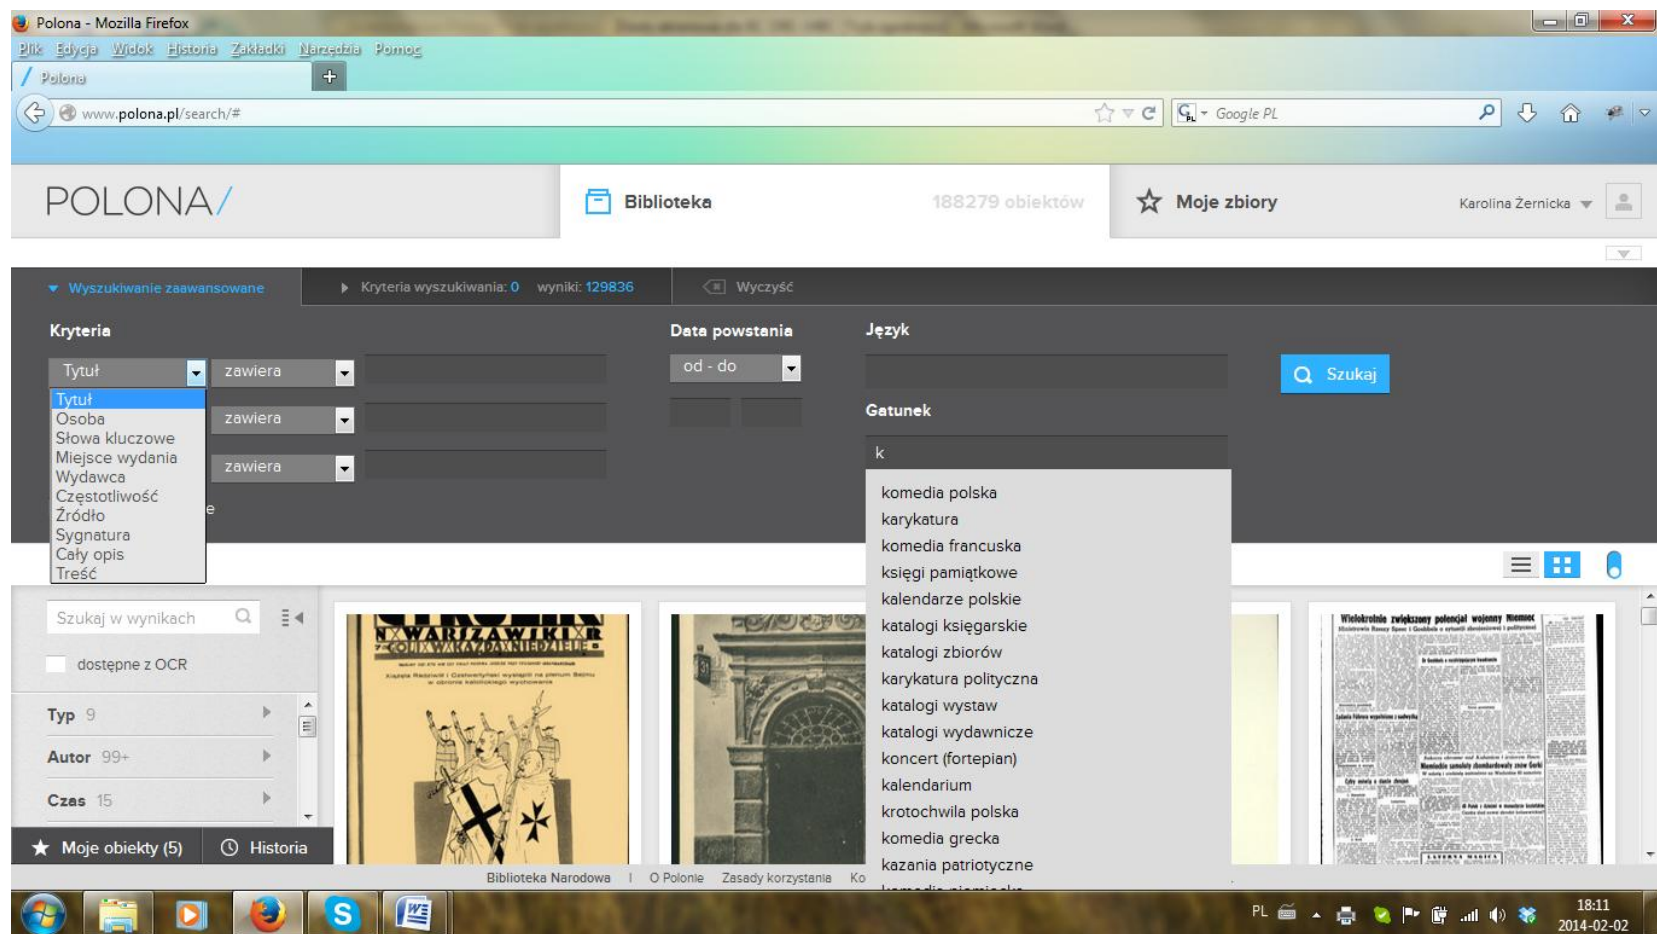 Polona - Mozilla Firefox
Plik Edycja Widok Historia Zakładki Narzędzia Pomoc
Polona
www.polona.pl/search/#
Google PL
POLONA/
Biblioteka 188279 obiektów
Moje zbiory
Karolina Żernicka
Wyszukiwanie zaawansowane
Kryteria wyszukiwania: 0 wyniki: 129836
Wyczyść
Kryteria
Data powstania
Język
Tytuł zawiera
od - do
Szukaj
Tytuł
Osoba
Słowa kluczowe
Miejsce wydania
Wydawca
Częstotliwość
Źródło
Sygnatura
Cały opis
Treść
zawiera
zawiera
e
Gatunek
k
komedia polska
karykatura
komedia francuska
księgi pamiątkowe
kalendarze polskie
katalogi księgarskie
katalogi zbiorów
karykatura polityczna
katalogi wystaw
katalogi wydawnicze
koncert (fortepian)
kalendarium
krotochwila polska
komedia grecka
kazania patriotyczne
Szukaj w wynikach
dostępne z OCR
Typ 9
Autor 99+
Czas 15
Moje obiekty (5)
Historia
WARSZAWSKI
31
Wielokrotnie zwiększony potencjał wojenny Niemiec
LATERNA MAGICA
Biblioteka Narodowa | O Polonie Zasady korzystania Ko
PL
18:11
2014-02-02